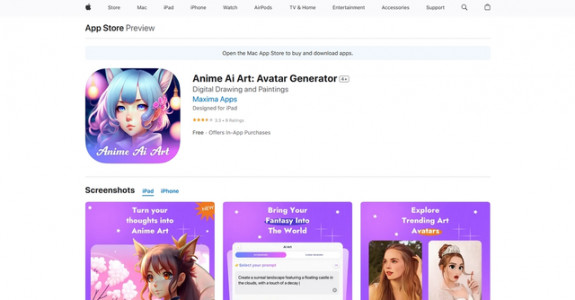 Store Mac iPad iPhone Watch AirPods TV & Home Entertainment Accessories Support
App Store Preview
Open the Mac App Store to buy and download apps.
Anime Ai Art
Anime Ai Art: Avatar Generator 4+
Digital Drawing and Paintings
Maxima Apps
Designed for iPad
3.5 • 6 Ratings
Free · Offers In-App Purchases
Screenshots iPad iPhone
Turn your
thoughts into
Anime Art
NEW
Bring Your
Fantasy Into
The World
Select your prompt
Create a surreal landscape featuring a floating castle in
the clouds, with a touch of a decay
Explore
Trending Art
Avatars